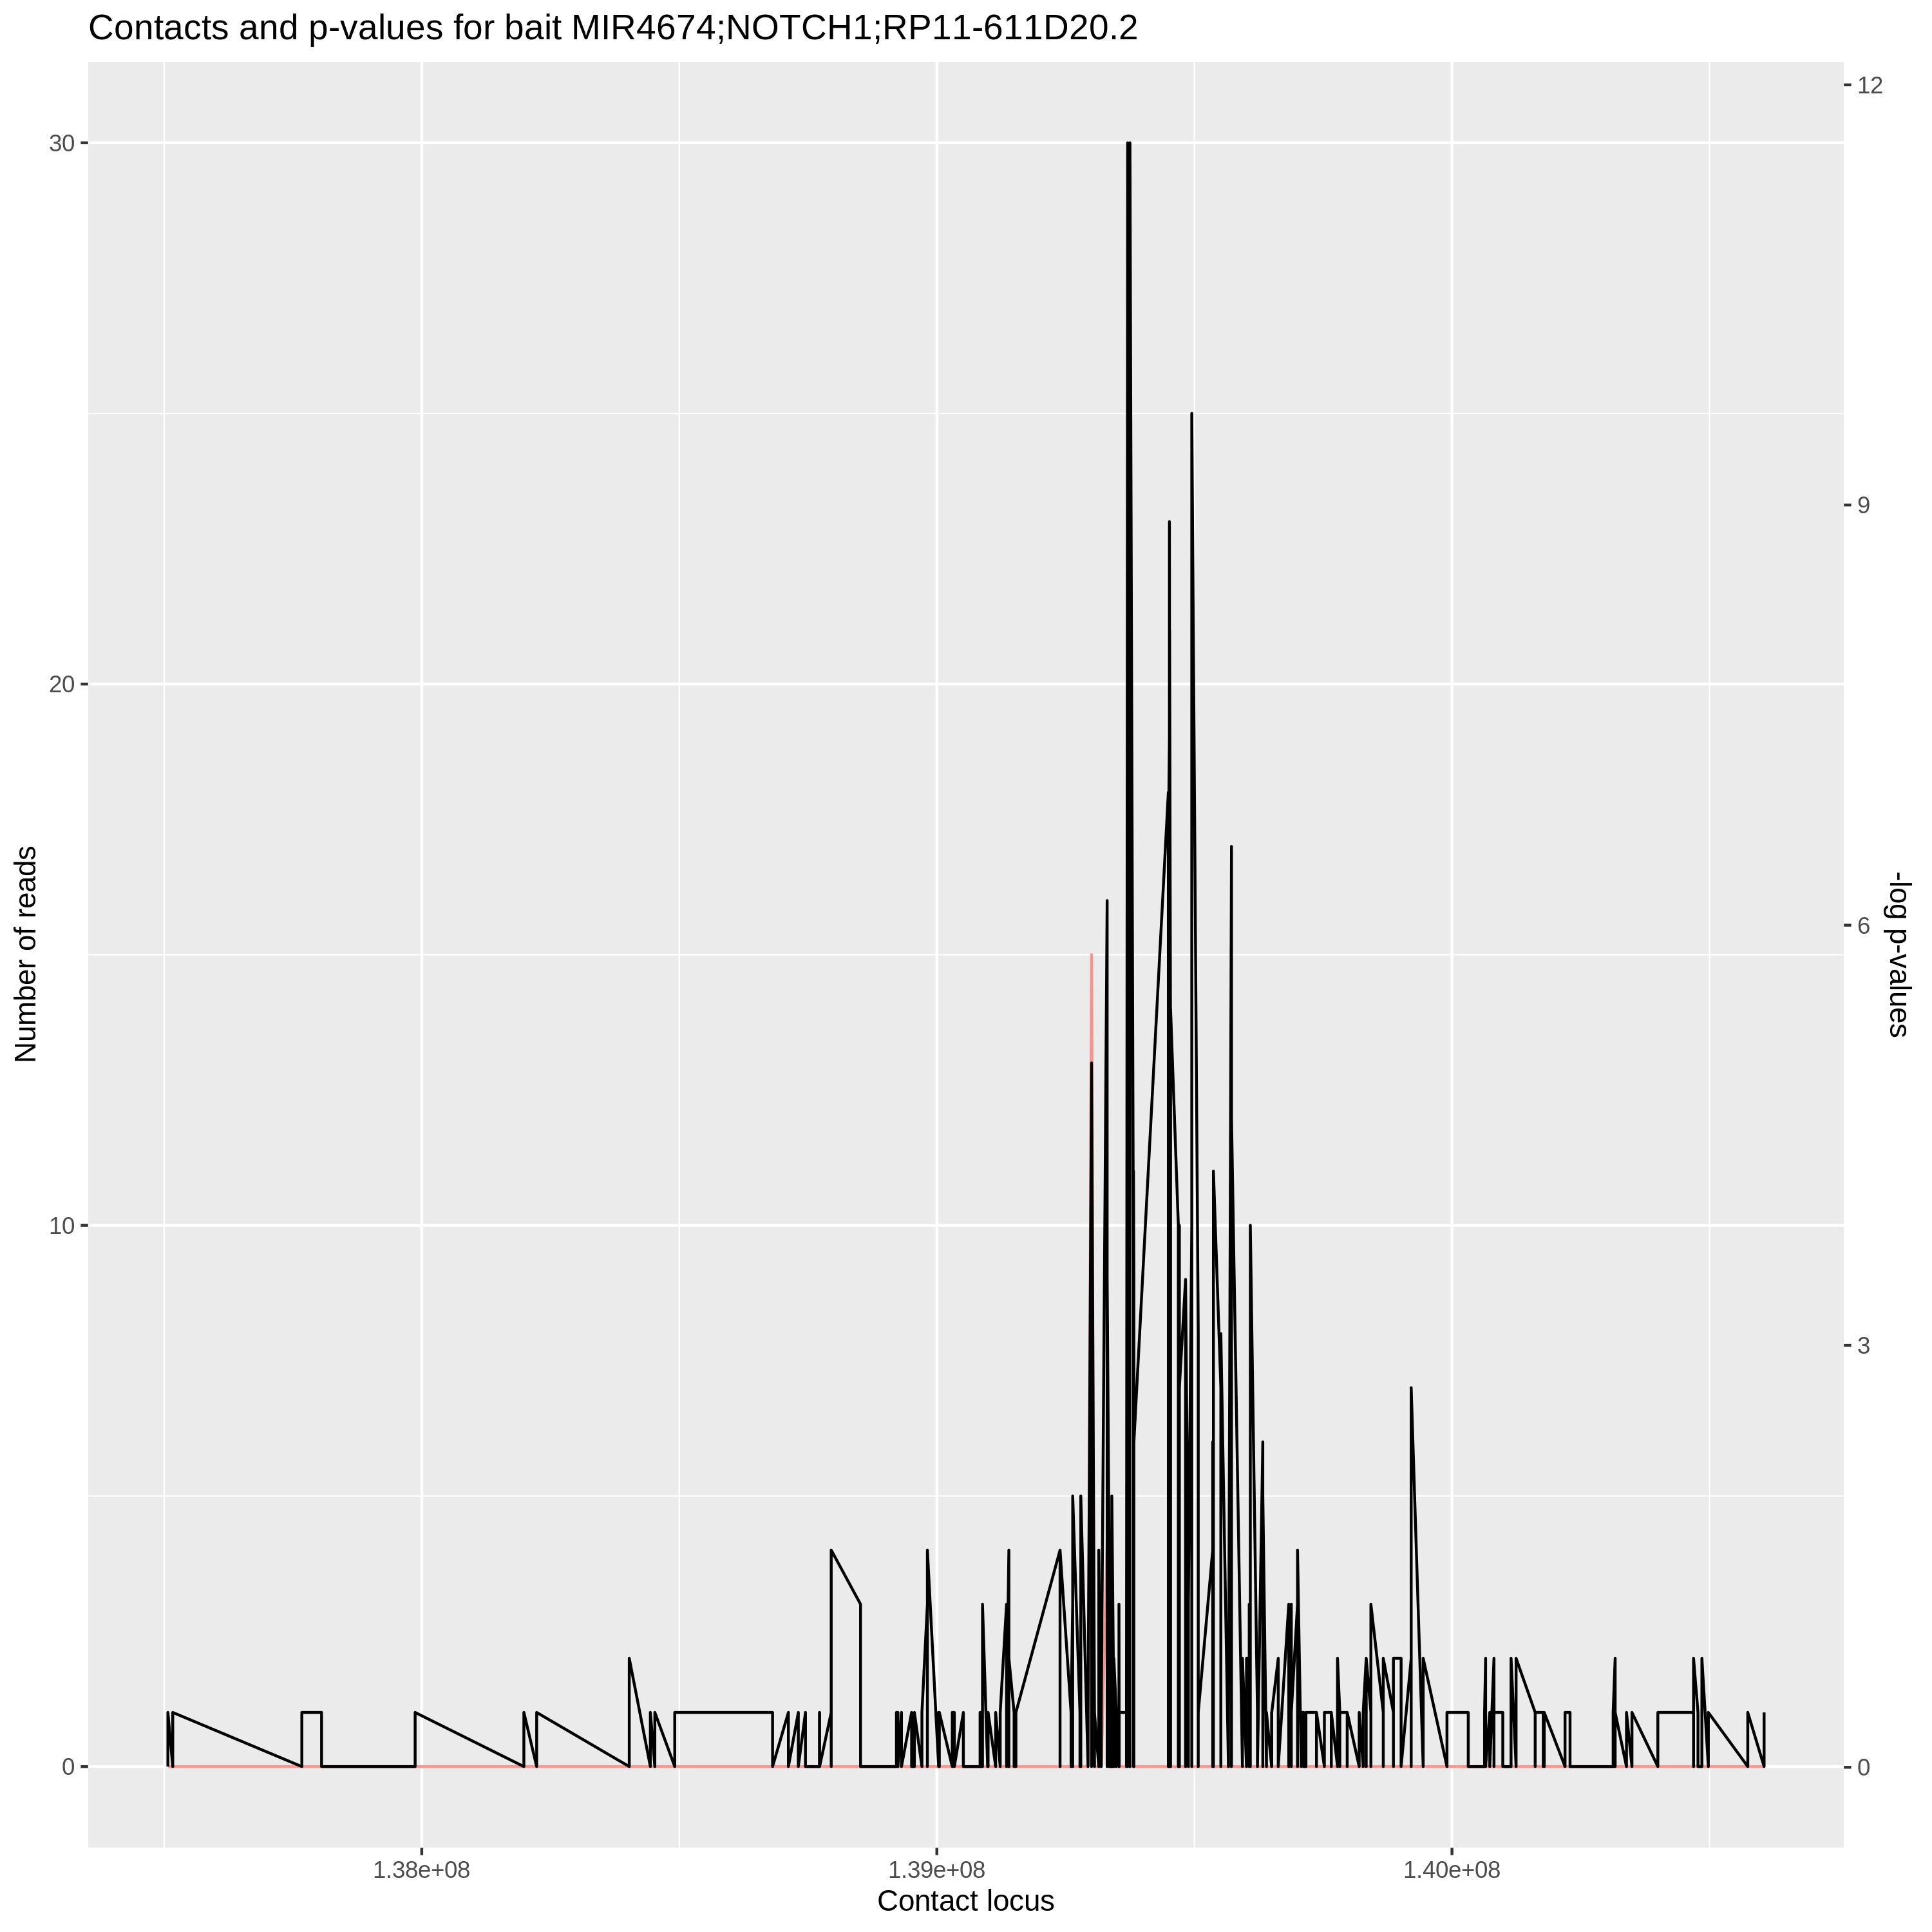 Contacts and p-values for bait MIR4674;NOTCH1;RP11-611D20.2
30
20
10
0
Number of reads
12
9
6
3
0
-log p-values
1.38e+08
1.39e+08
1.40e+08
Contact locus